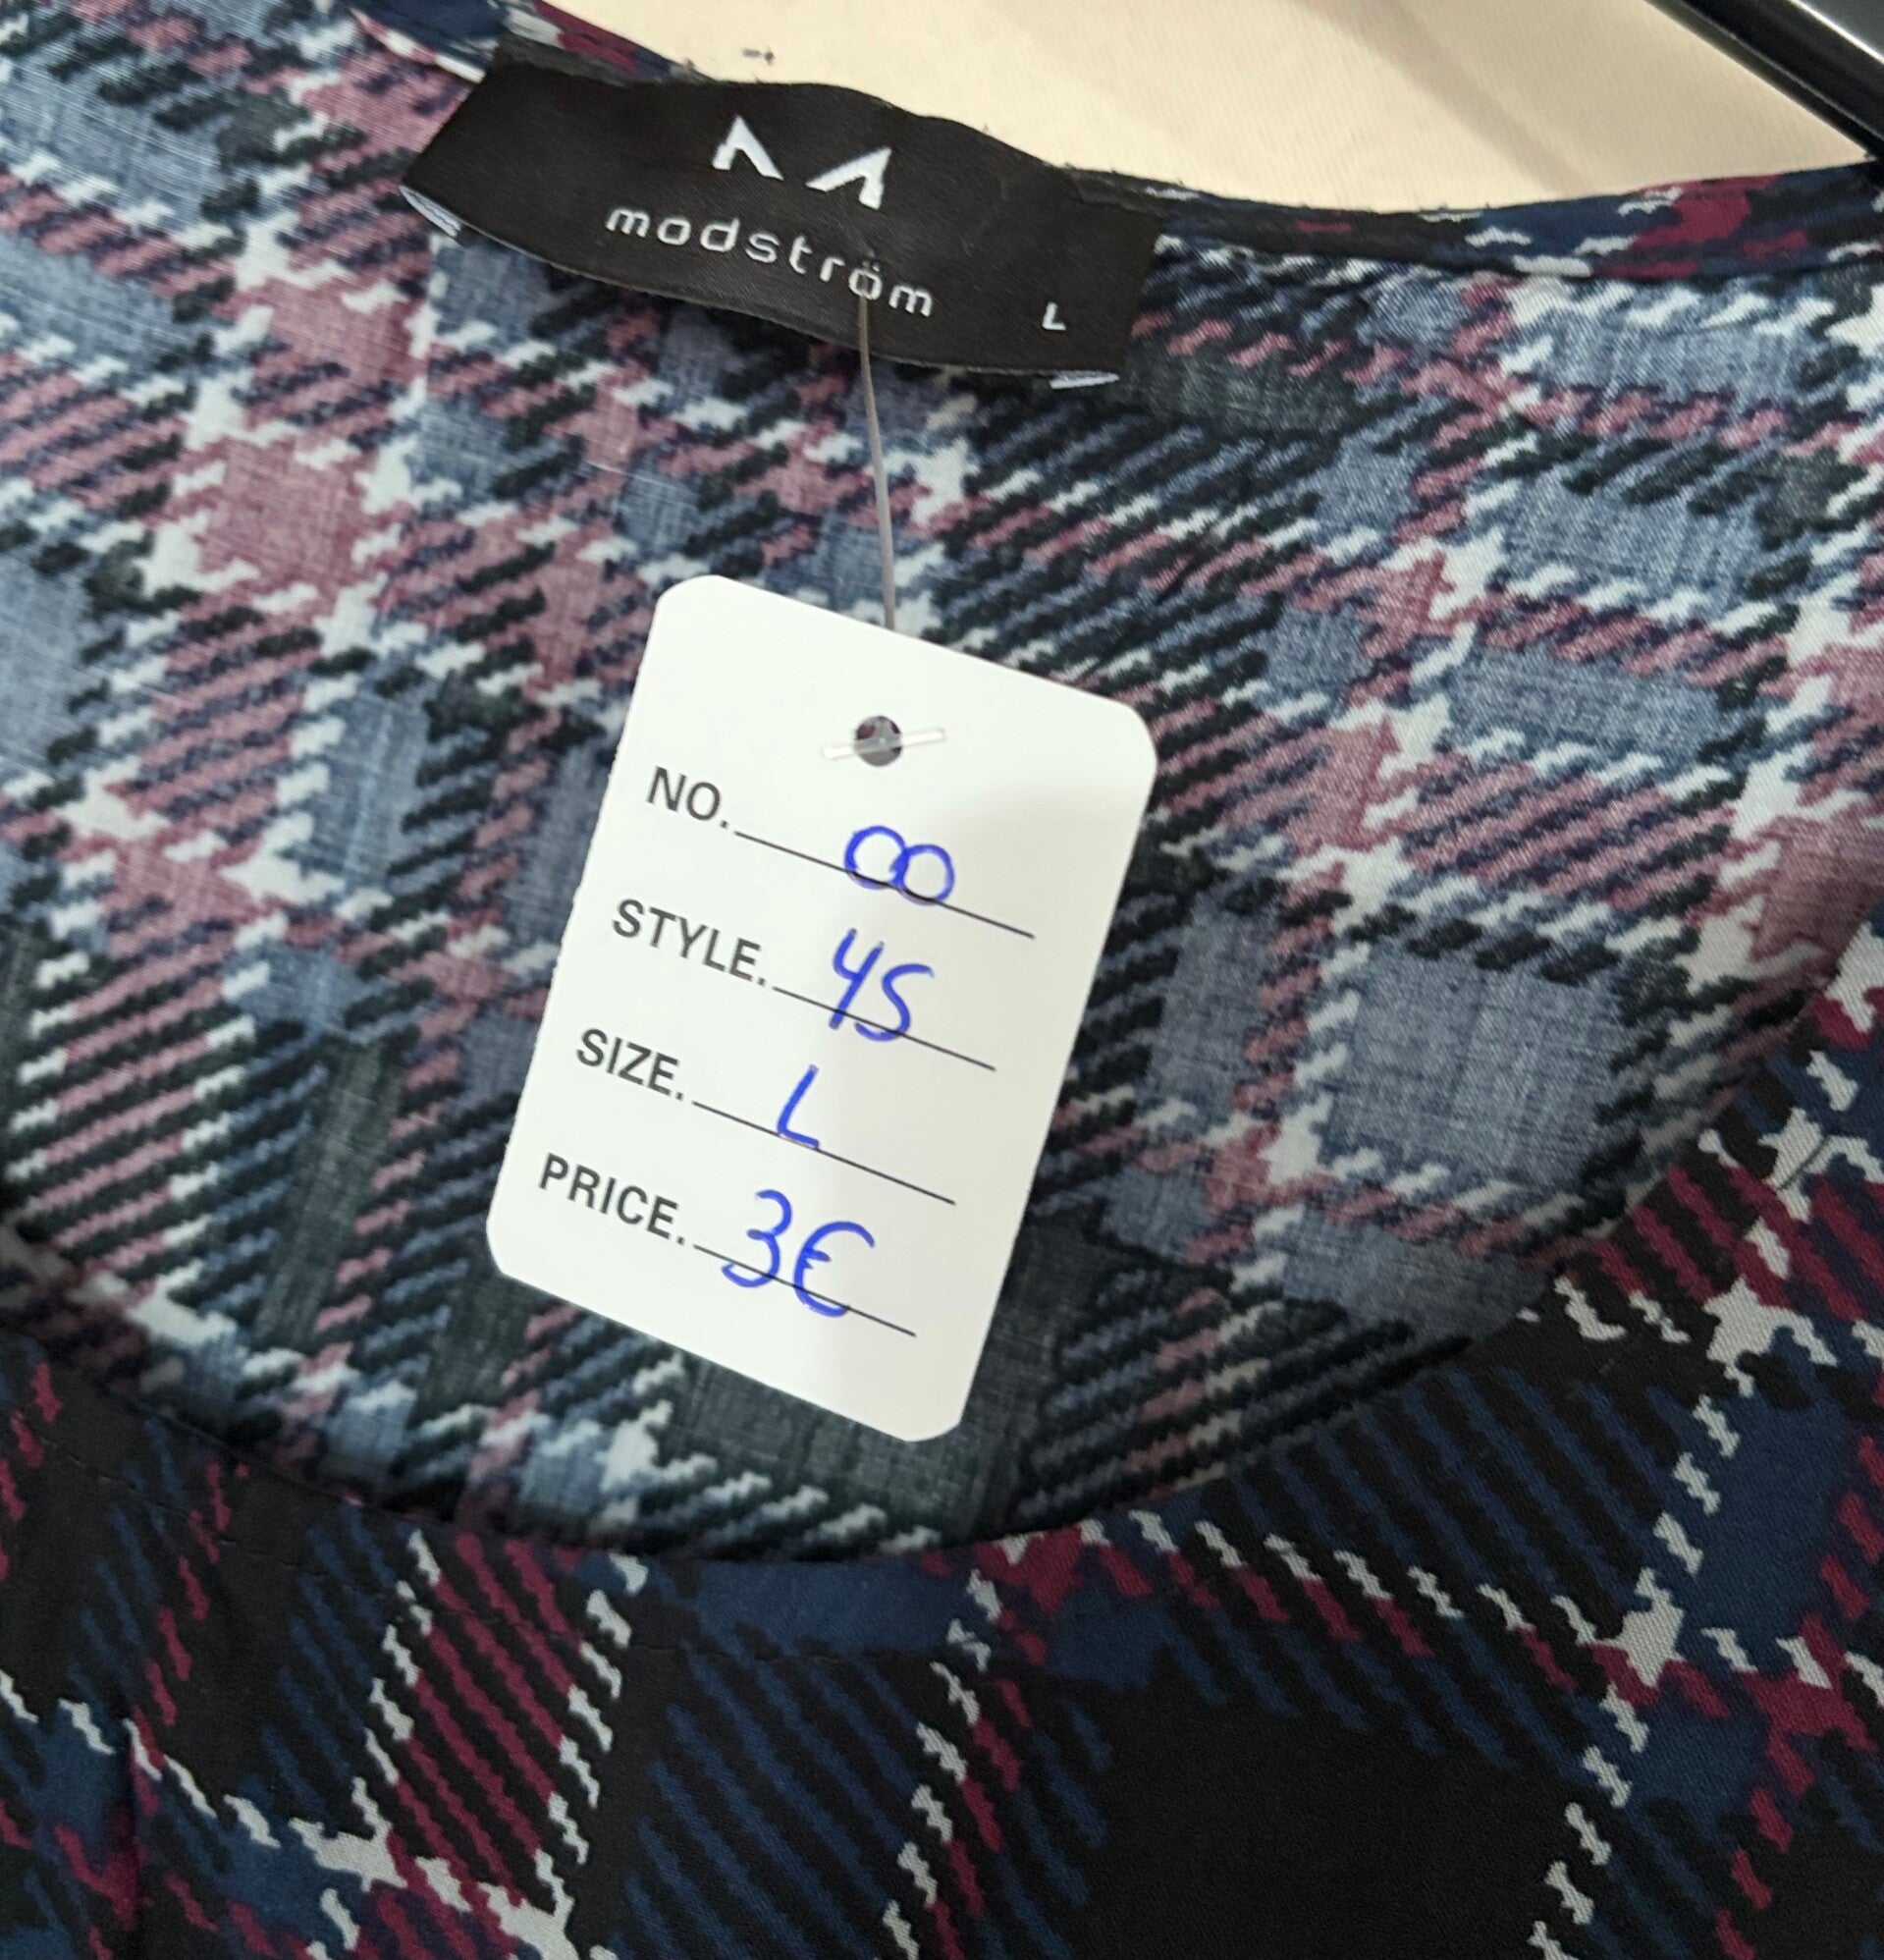 modström
L
NO. 00
STYLE. 45
SIZE. L
PRICE. 3€